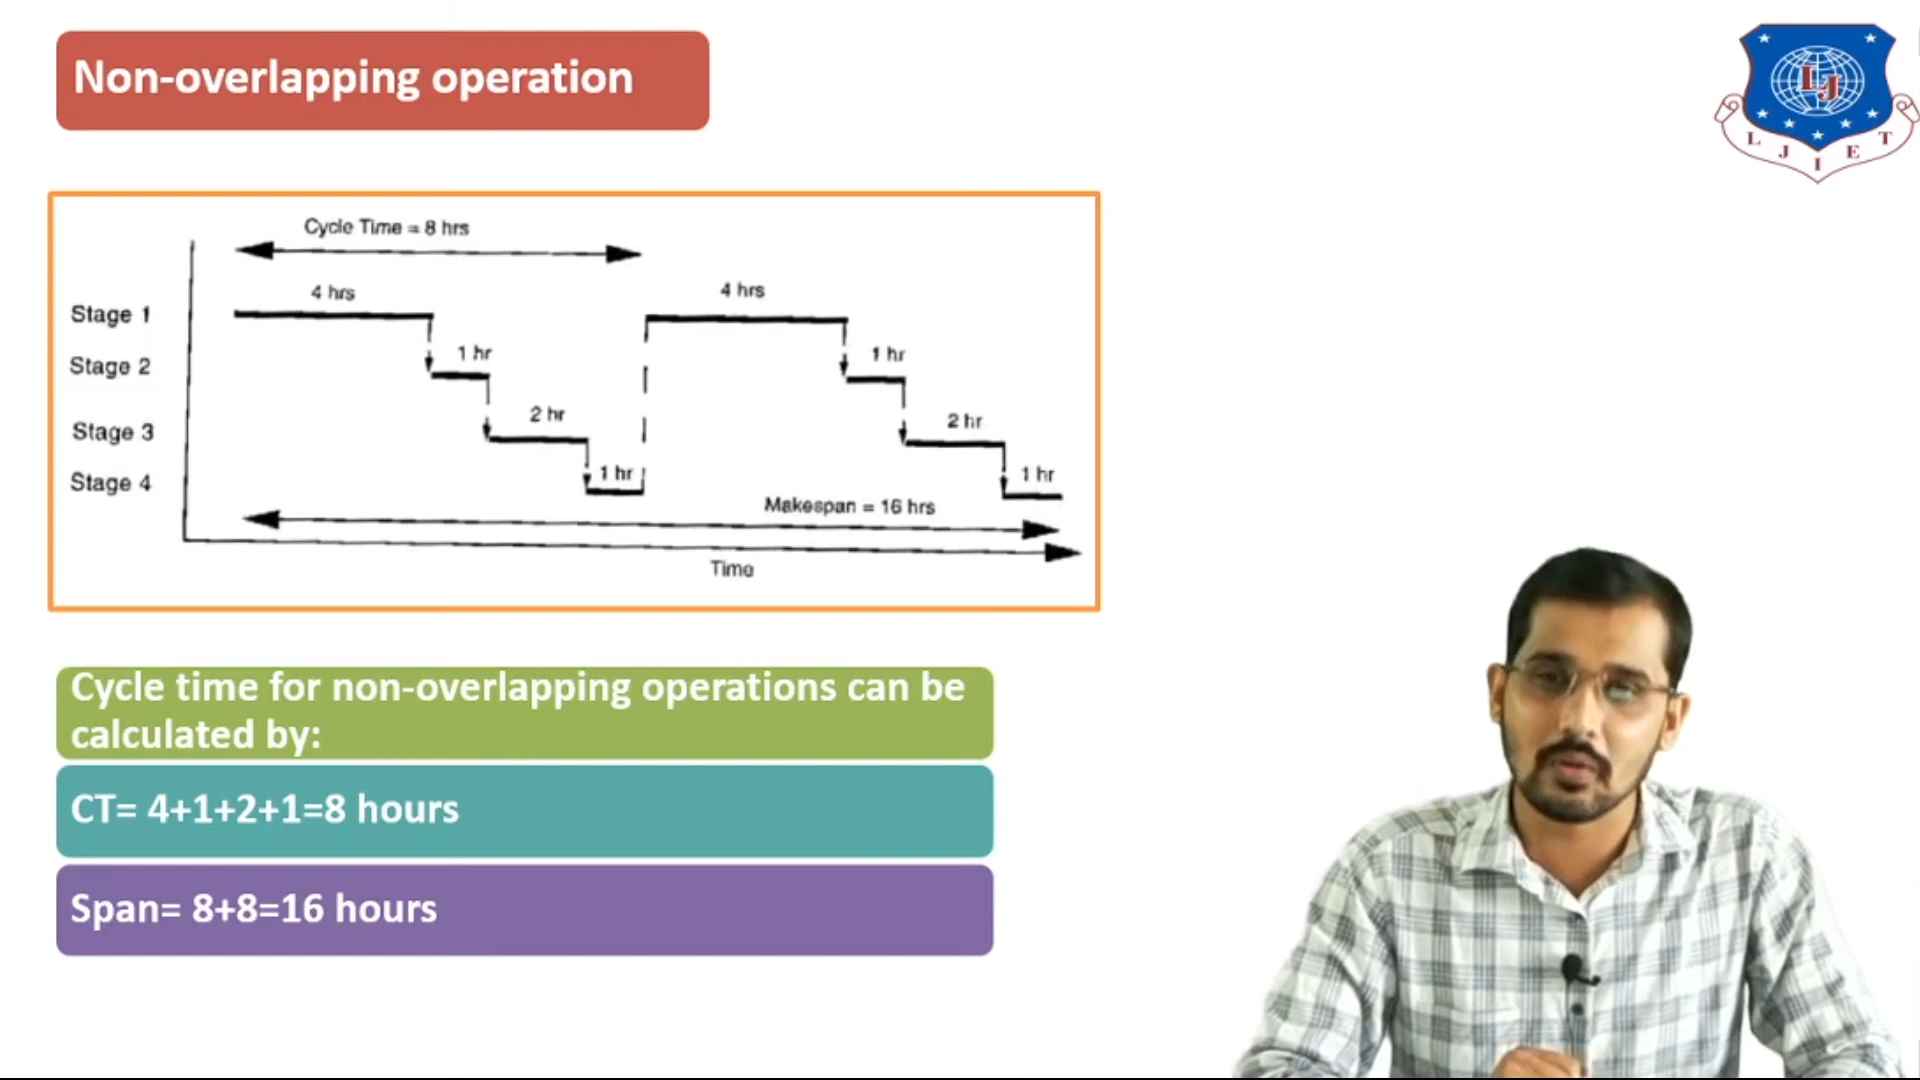 Non-overlapping operation
L J I E T
LJ
Cycle Time = 8 hrs
4 hrs
4 hrs
Stage 1
1 hr
1 hr
Stage 2
2 hr
2 hr
Stage 3
1 hr
1 hr
Stage 4
Makespan = 16 hrs
Time
Cycle time for non-overlapping operations can be
calculated by:
CT= 4+1+2+1=8 hours
Span= 8+8=16 hours